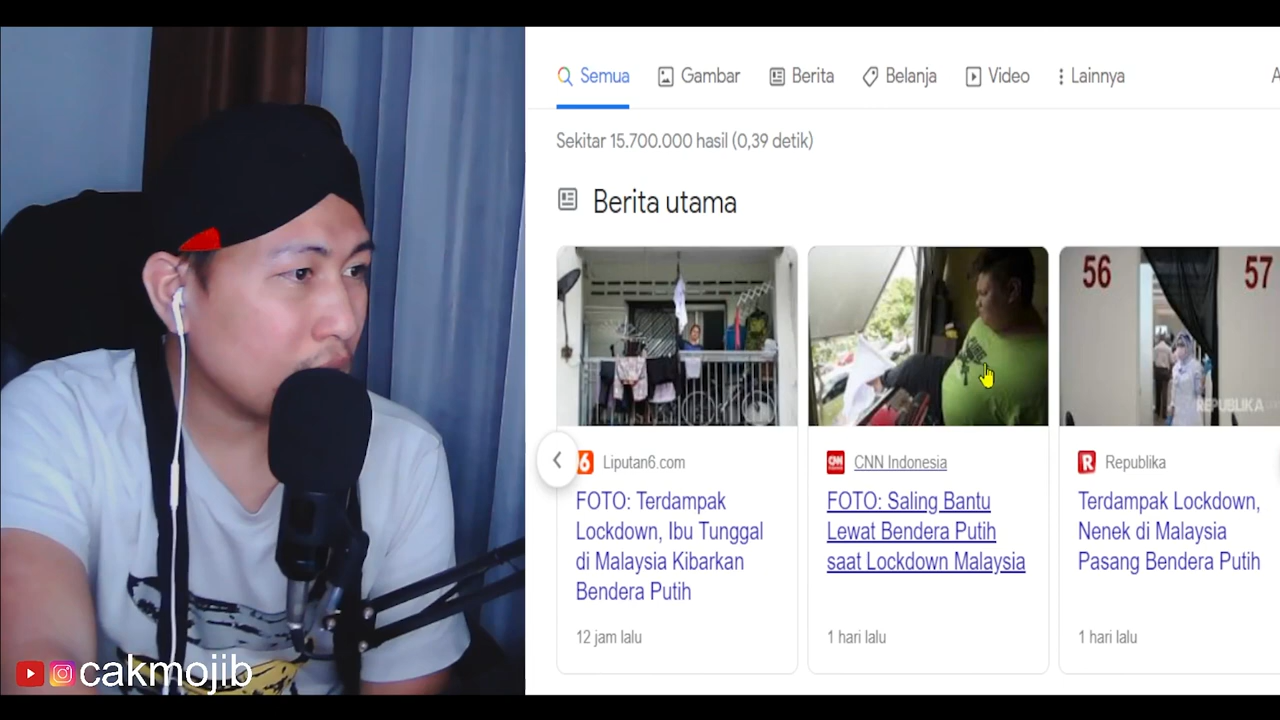 Semua Gambar Berita Belanja Video Lainnya
Sekitar 15.700.000 hasil (0,39 detik)
Berita utama
56 57
REPUBLIKA
6 Liputan6.com
FOTO: Terdampak
Lockdown, Ibu Tunggal
di Malaysia Kibarkan
Bendera Putih
12 jam lalu
CNN CNN Indonesia
FOTO: Saling Bantu
Lewat Bendera Putih
saat Lockdown Malaysia
1 hari lalu
R Republika
Terdampak Lockdown,
Nenek di Malaysia
Pasang Bendera Putih
1 hari lalu
cakmojib